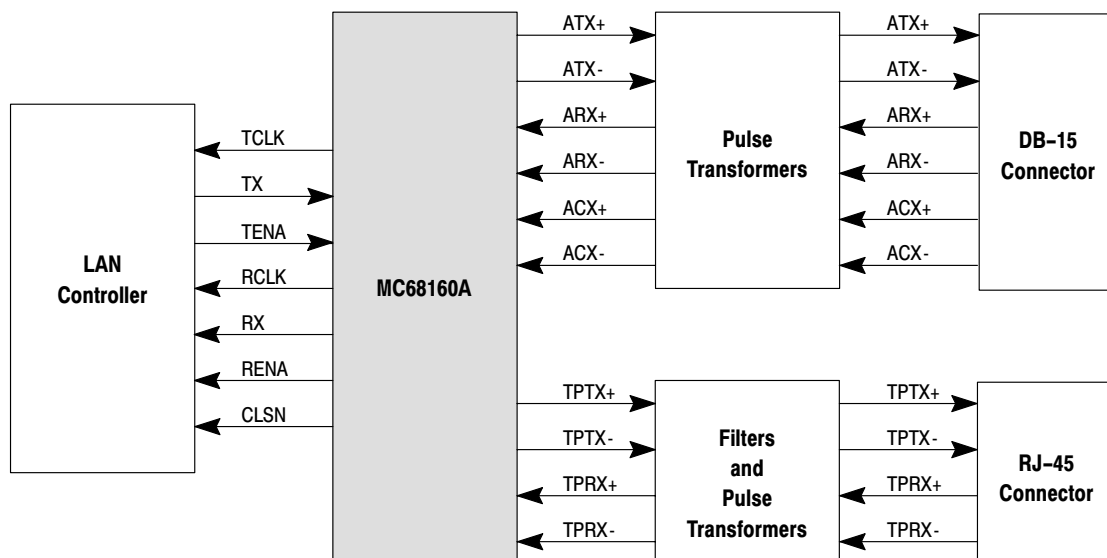 LAN
Controller
TCLK
TX
TENA
RCLK
RX
RENA
CLSN
MC68160A
ATX+
ATX-
ARX+
ARX-
ACX+
ACX-
Pulse
Transformers
ATX+
ATX-
ARX+
ARX-
ACX+
ACX-
DB-15
Connector
TPTX+
TPTX-
TPRX+
TPRX-
Filters
and
Pulse
Transformers
TPTX+
TPTX-
TPRX+
TPRX-
RJ-45
Connector